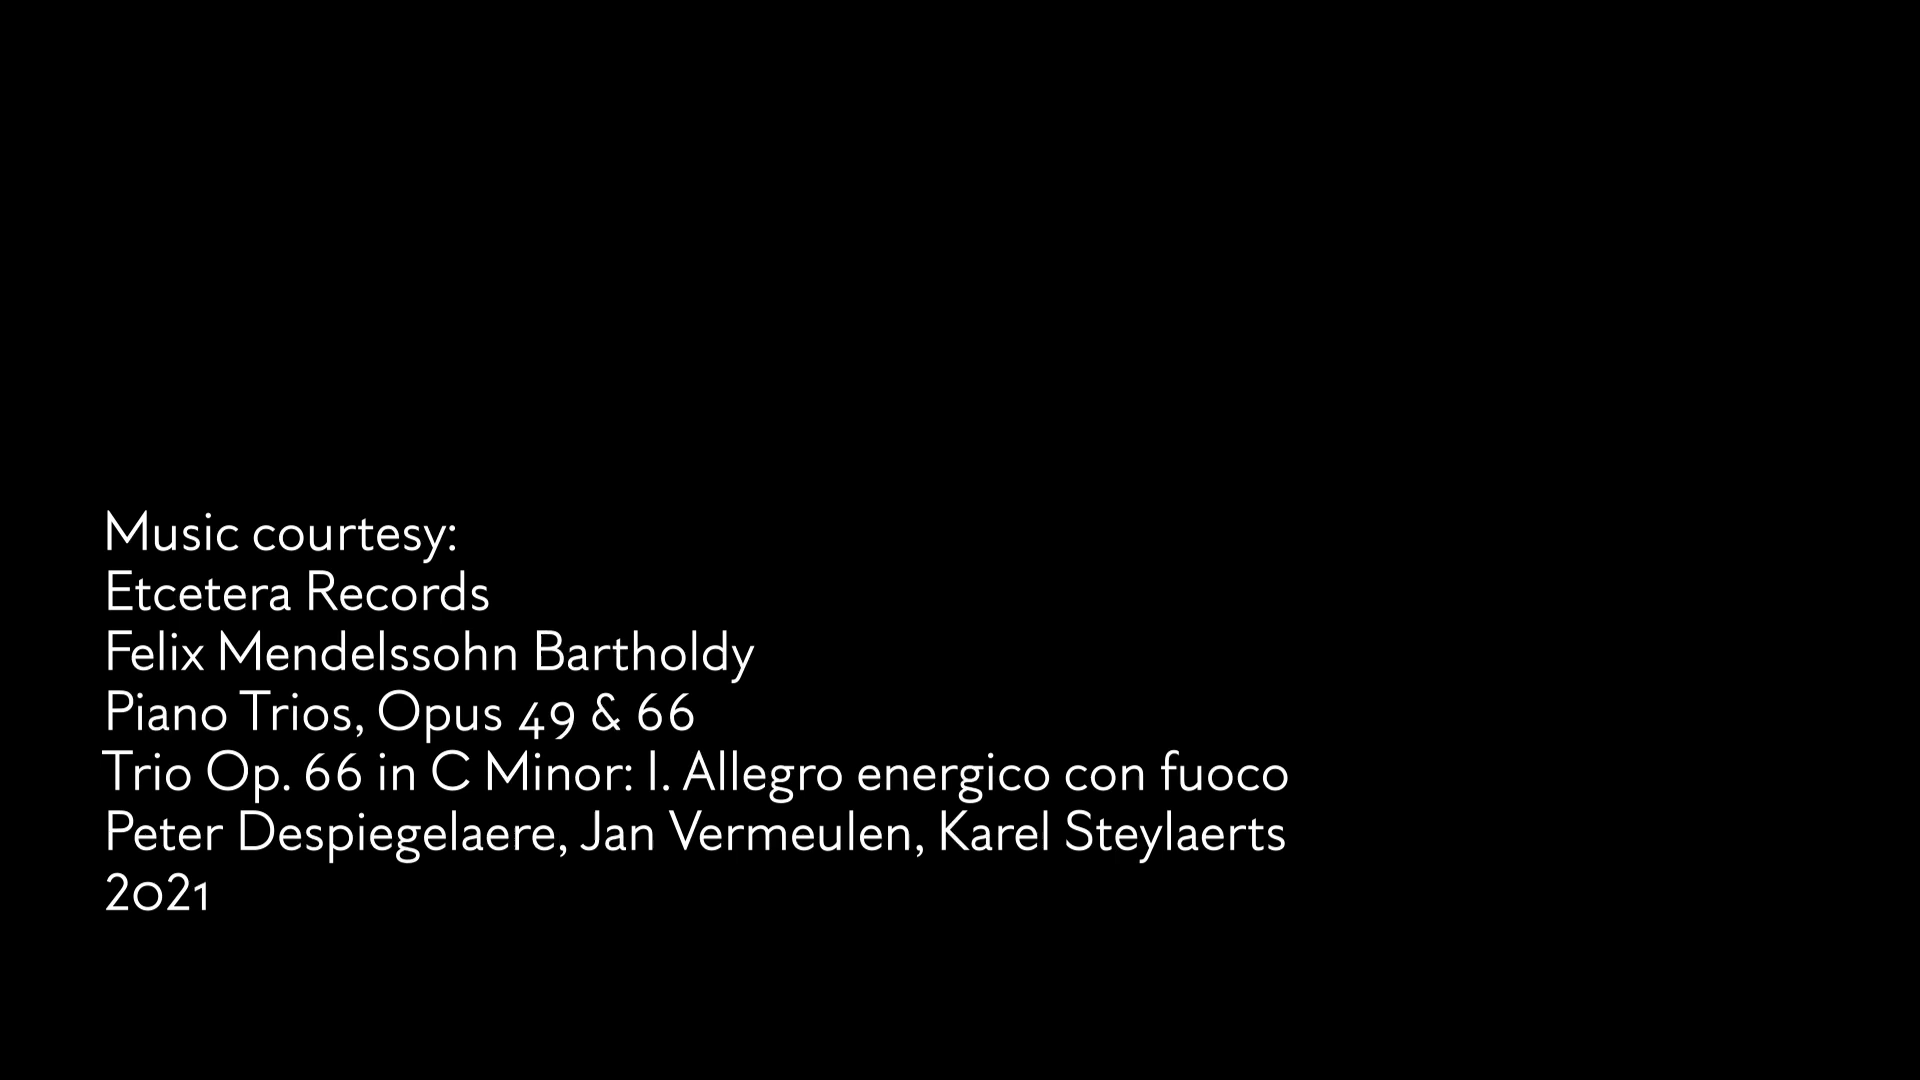 Music courtesy:
Etcetera Records
Felix Mendelssohn Bartholdy
Piano Trios, Opus 49 & 66
Trio Op. 66 in C Minor: I. Allegro energico con fuoco
Peter Despiegelaere, Jan Vermeulen, Karel Steylaerts
2021